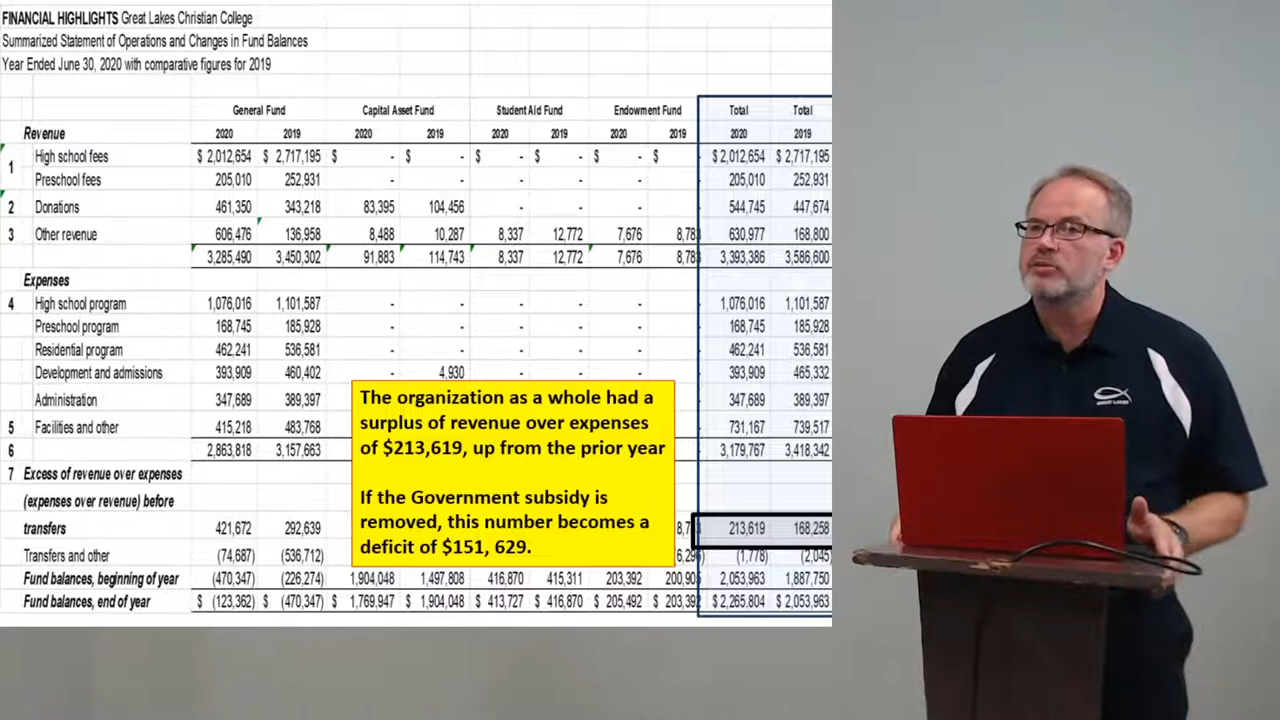 FINANCIAL HIGHLIGHTS Great Lakes Christian College
Summarized Statement of Operations and Changes in Fund Balances
Year Ended June 30, 2020 with comparative figures for 2019
General Fund Capital Asset Fund Student Aid Fund Endowment Fund Total Total
Revenue 2020 2019 2020 2019 2020 2019 2020 2019 2020 2019
1 High school fees $ 2,012,654 $ 2,717,195 $ - $ - $ - $ - $ - $ $ 2,012,654 $ 2,717,195
Preschool fees 205,010 252,931 - - - - - 205,010 252,931
2 Donations 461,350 343,218 83,395 104,456 - - - 544,745 447,674
3 Other revenue 606,476 136,958 8,488 10,287 8,337 12,772 7,676 8,783 630,977 168,800
3,285,490 3,450,302 91,883 114,743 8,337 12,772 7,676 8,783 3,393,386 3,586,600
Expenses
4 High school program 1,076,016 1,101,587 - - - - - - 1,076,016 1,101,587
Preschool program 168,745 185,928 - - - - - - 168,745 185,928
Residential program 462,241 536,581 - - - - - - 462,241 536,581
Development and admissions 393,909 460,402 - 4,930 - - - - 393,909 465,332
Administration 347,689 389,397 - 347,689 389,397
5 Facilities and other 415,218 483,768 - 731,167 739,517
6 2,863,818 3,157,663 - 3,179,767 3,418,342
7 Excess of revenue over expenses
(expenses over revenue) before
transfers 421,672 292,639 213,619 168,258
Transfers and other (74,687) (536,712) (1,778) (2,045)
Fund balances, beginning of year (470,347) (226,274) 1,904,048 1,497,808 416,870 415,311 203,392 200,905 2,053,963 1,887,750
Fund balances, end of year $ (123,362) $ (470,347) $ 1,769,947 $ 1,904,048 $ 413,727 $ 416,870 $ 205,492 $ 203,392 $ 2,265,804 $ 2,053,963
The organization as a whole had a
surplus of revenue over expenses
of $213,619, up from the prior year
If the Government subsidy is
removed, this number becomes a
deficit of $151, 629.
GREAT LAKES